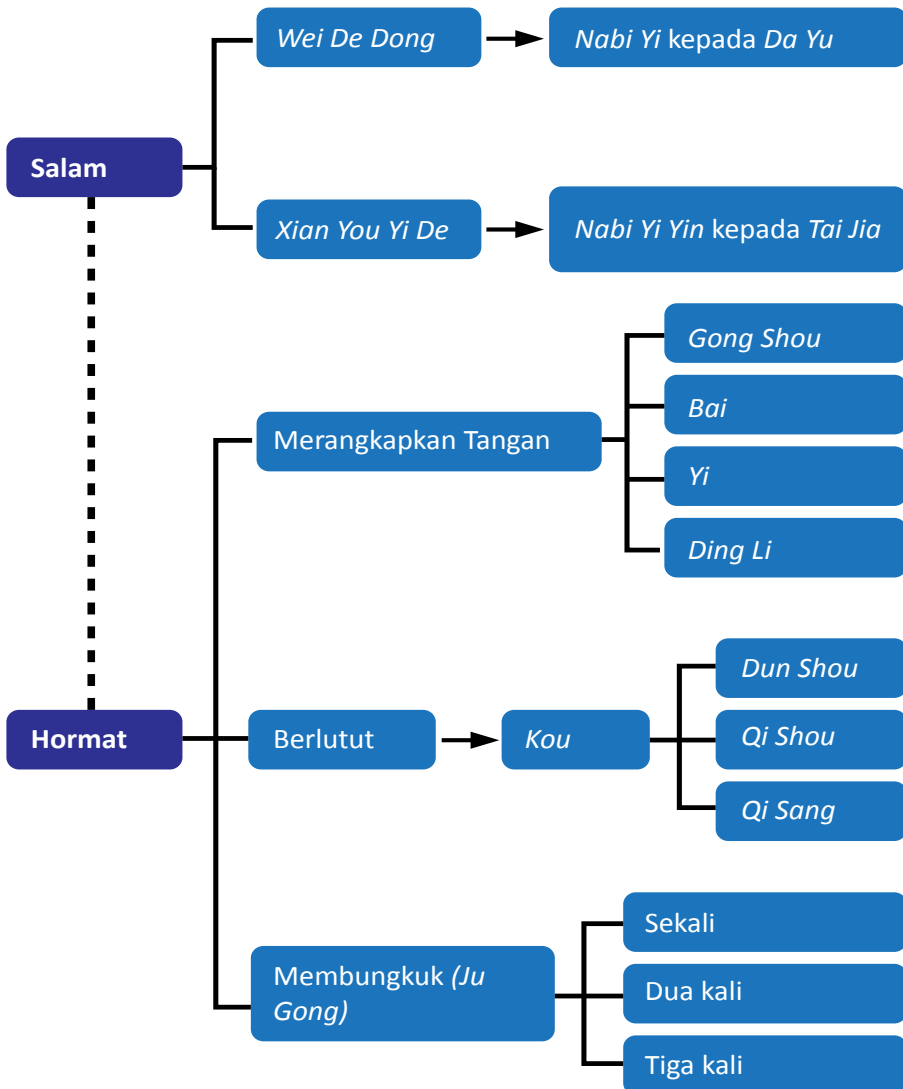 Wei De Dong
Nabi Yi kepada Da Yu
Salam
Xian You Yi De
Nabi Yi Yin kepada Tai Jia
Gong Shou
Bai
Merangkapkan Tangan
Yi
Ding Li
Dun Shou
Hormat
Berlutut
Kou
Qi Shou
Qi Sang
Sekali
Membungkuk (Ju
Gong)
Dua kali
Tiga kali